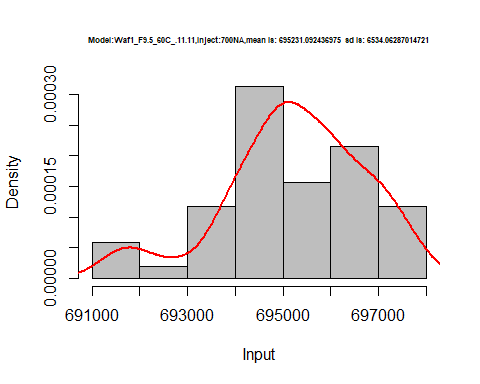 Model:Waf1_F9.5_60C_.11.11,Inject:700NA,mean is: 695231.092436975 sd is: 6534.06287014721
Density
0.00030
0.00015
0.00000
691000 693000 695000 697000
Input